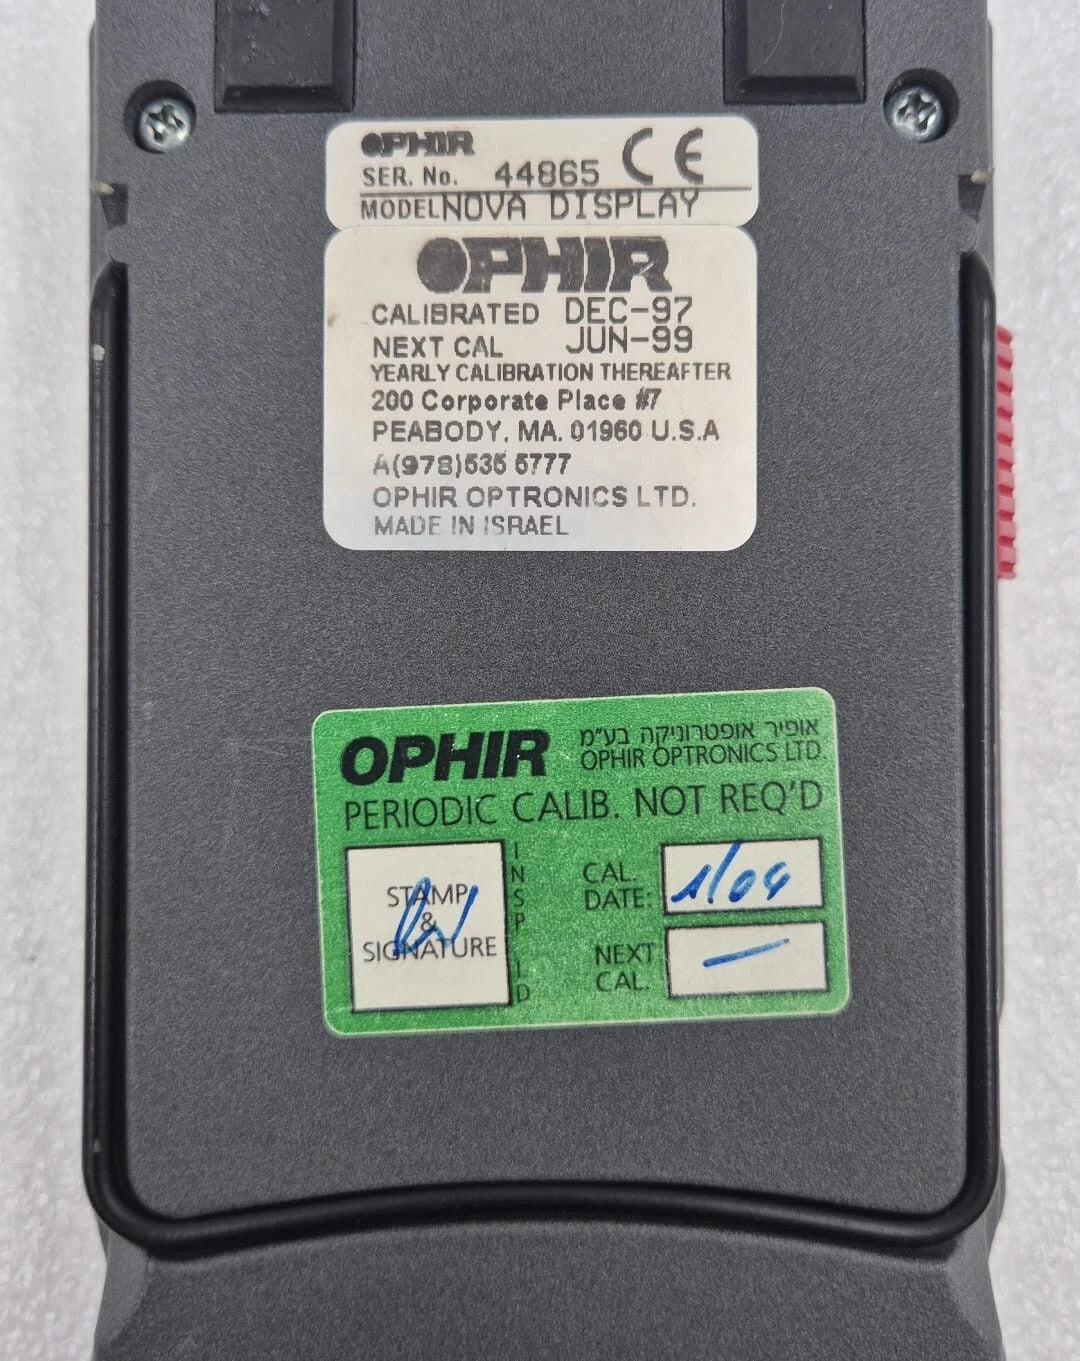 OPHIR
SER. No. 44865 CE
MODEL NOVA DISPLAY
OPHIR
CALIBRATED DEC-97
NEXT CAL JUN-99
YEARLY CALIBRATION THEREAFTER
200 Corporate Place #7
PEABODY, MA. 01960 U.S.A
A(978)535 5777
OPHIR OPTRONICS LTD.
MADE IN ISRAEL
OPHIR אופיר אופטרוניקה בע"מ
OPHIR OPTRONICS LTD
PERIODIC CALIB. NOT REQ'D
STAMP
&
SIGNATURE
INSP ID
CAL.
DATE: 1/04
NEXT
CAL. —